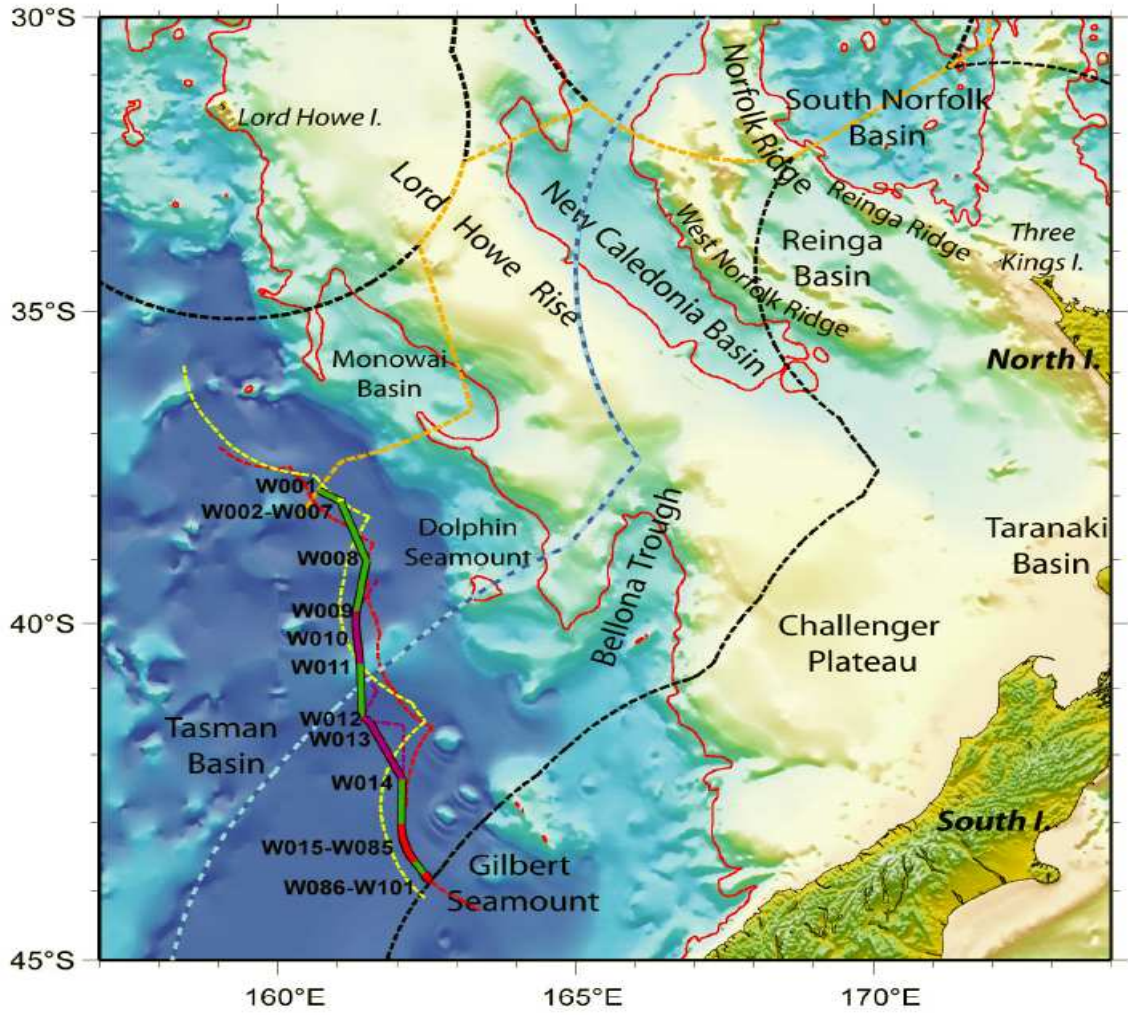 30°S
35°S
40°S
45°S
160°E
165°E
170°E
Lord Howe I.
Norfolk Ridge
South Norfolk
Basin
Lord Howe Rise
New Caledonia Basin
West Norfolk Ridge
Reinga Ridge
Reinga
Basin
Three
Kings I.
North I.
Monowai
Basin
W001
W002-W007
W008
W009
W010
W011
W012
W013
W014
W015-W085
W086-W101
Dolphin
Seamount
Bellona Trough
Taranaki
Basin
Challenger
Plateau
Tasman
Basin
South I.
Gilbert
Seamount